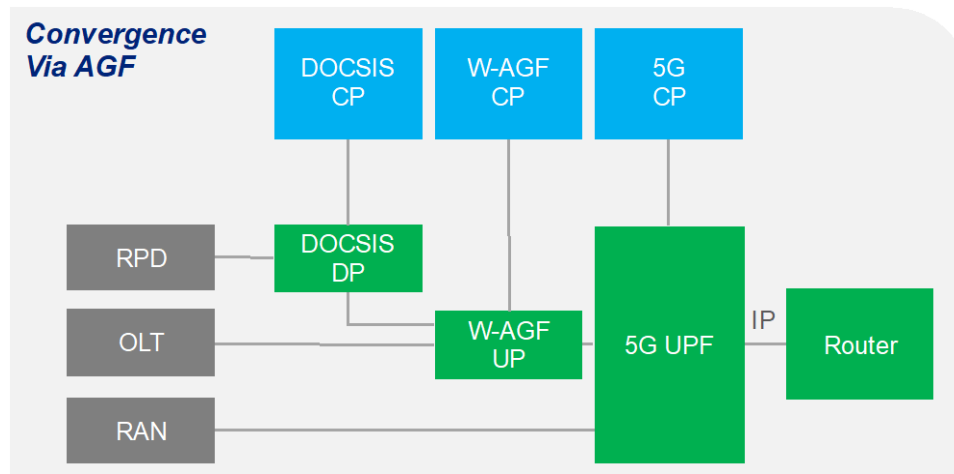 Convergence
Via AGF
DOCSIS
CP
W-AGF
CP
5G
CP
RPD
DOCSIS
DP
OLT
W-AGF
UP
5G UPF
IP
Router
RAN